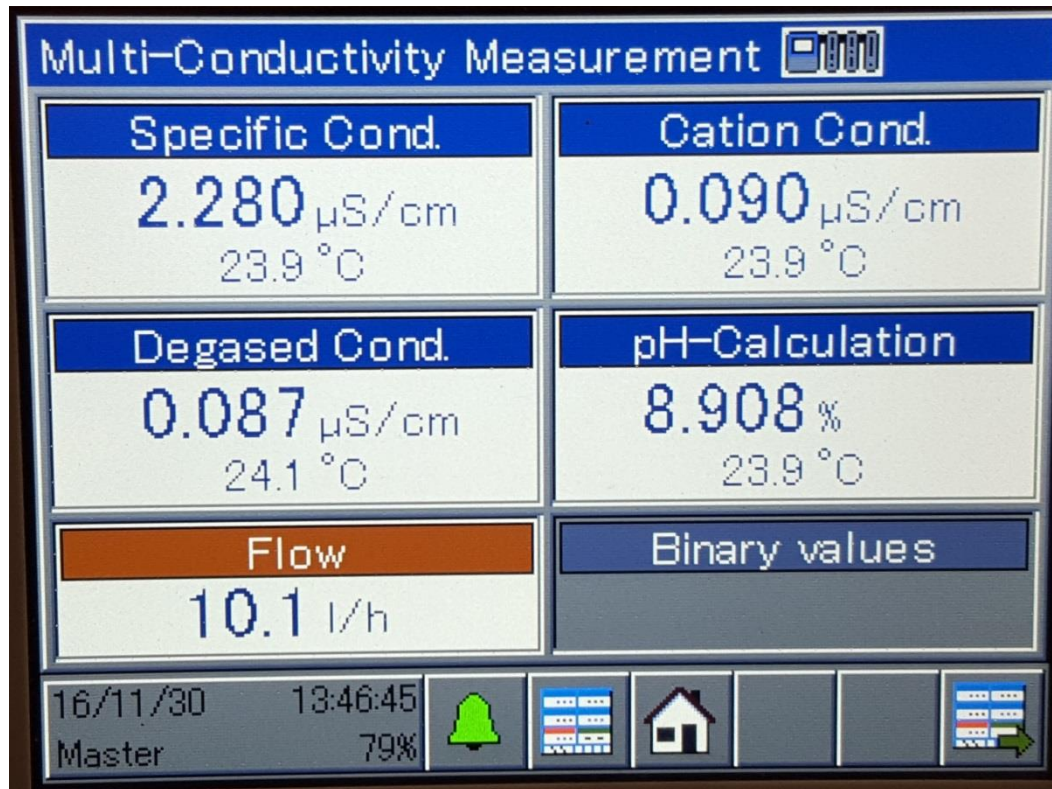 Multi-Conductivity Measurement
Specific Cond.
2.280 µS/cm
23.9 °C
Cation Cond.
0.090 µS/cm
23.9 °C
Degased Cond.
0.087 µS/cm
24.1 °C
pH-Calculation
8.908 %
23.9 °C
Flow
10.1 l/h
Binary values
16/11/30 13:46:45
Master 79%